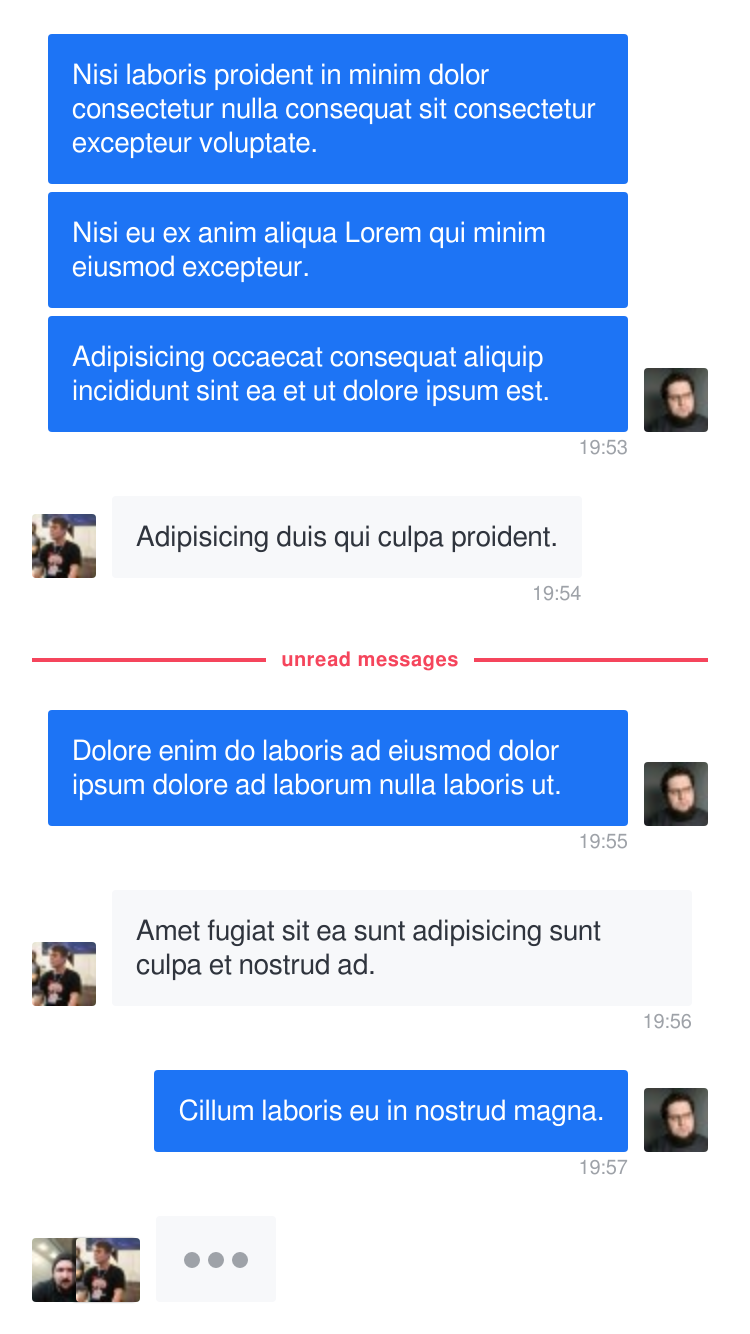 Nisi laboris proident in minim dolor
consectetur nulla consequat sit consectetur
excepteur voluptate.
Nisi eu ex anim aliqua Lorem qui minim
eiusmod excepteur.
Adipisicing occaecat consequat aliquip
incididunt sint ea et ut dolore ipsum est.
19:53
Adipisicing duis qui culpa proident.
19:54
unread messages
Dolore enim do laboris ad eiusmod dolor
ipsum dolore ad laborum nulla laboris ut.
19:55
Amet fugiat sit ea sunt adipisicing sunt
culpa et nostrud ad.
19:56
Cillum laboris eu in nostrud magna.
19:57